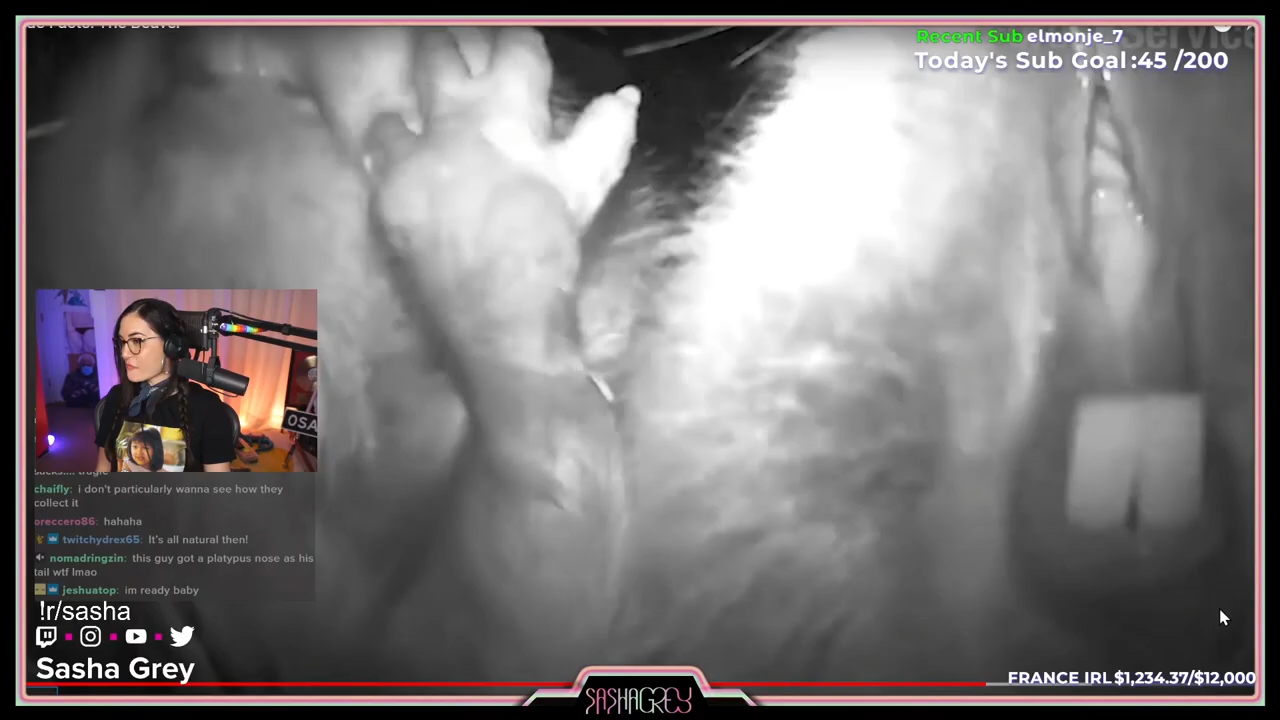 Recent Sub elmonje_7
Today's Sub Goal :45 /200
OSA
chaifly: i don't particularly wanna see how they
collect it
oreccero86: hahaha
twitchydrex65: It's all natural then!
nomadringzin: this guy got a platypus nose as his
tail wtf lmao
jeshuatop: im ready baby
!r/sasha
Sasha Grey
FRANCE IRL $1,234.37/$12,000
SASHAGREY